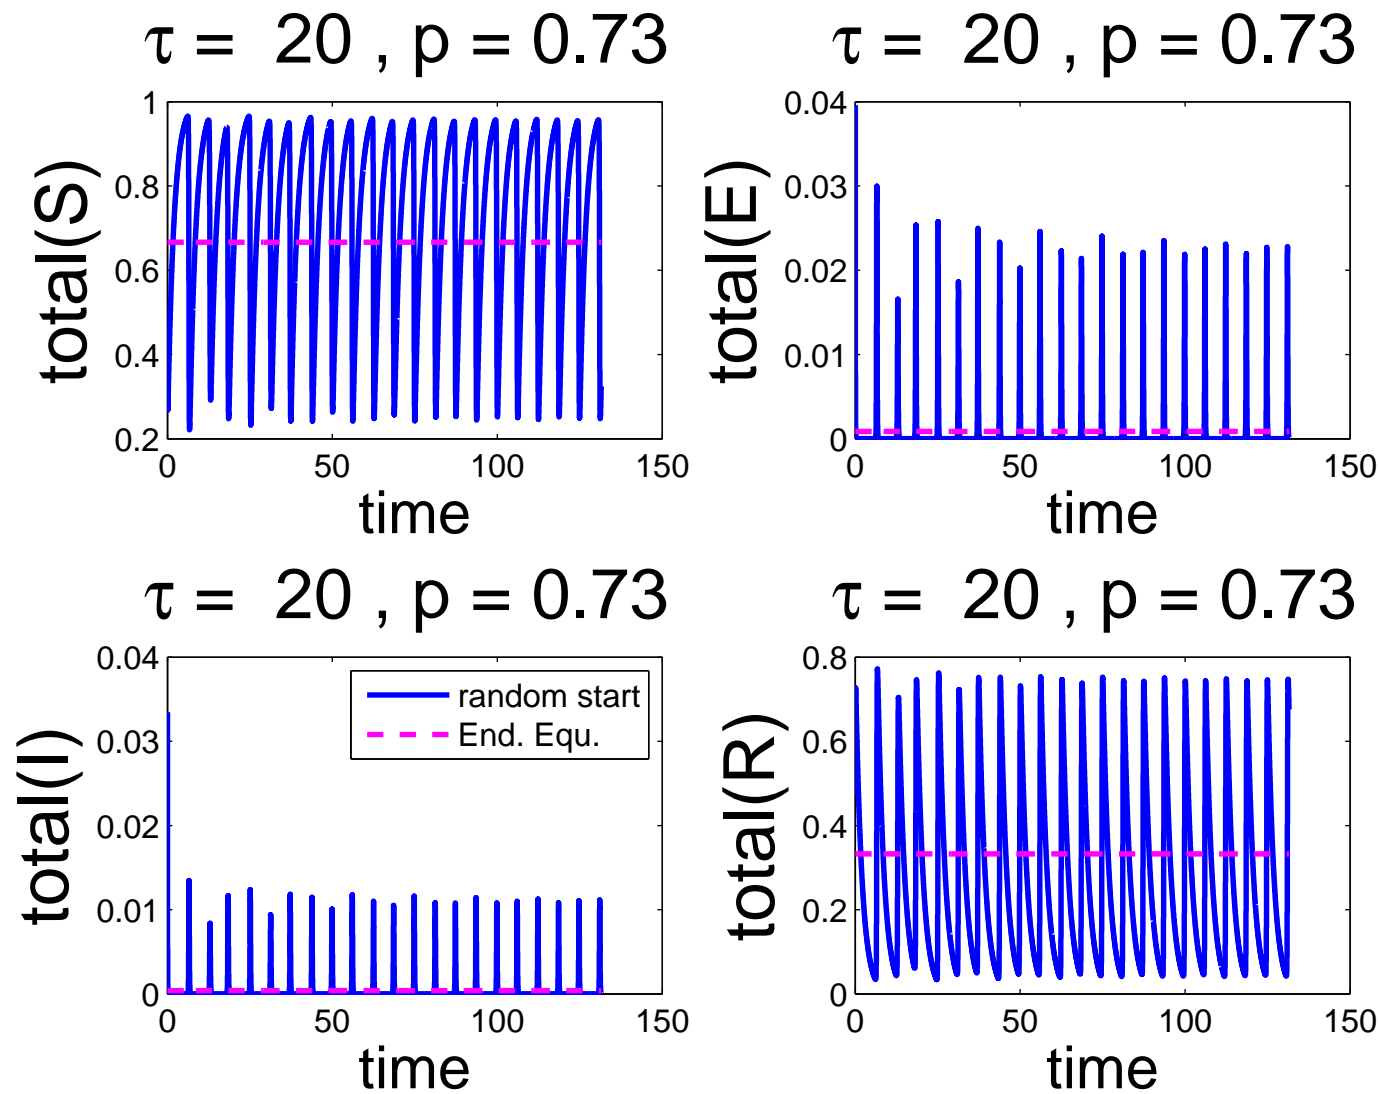 τ = 20 , p = 0.73
total(S)
1
0.8
0.6
0.4
0.2
0 50 100 150
time
τ = 20 , p = 0.73
total(E)
0.04
0.03
0.02
0.01
0
0 50 100 150
time
τ = 20 , p = 0.73
total(I)
0.04
0.03
0.02
0.01
0
random start
End. Equ.
0 50 100 150
time
τ = 20 , p = 0.73
total(R)
0.8
0.6
0.4
0.2
0
0 50 100 150
time